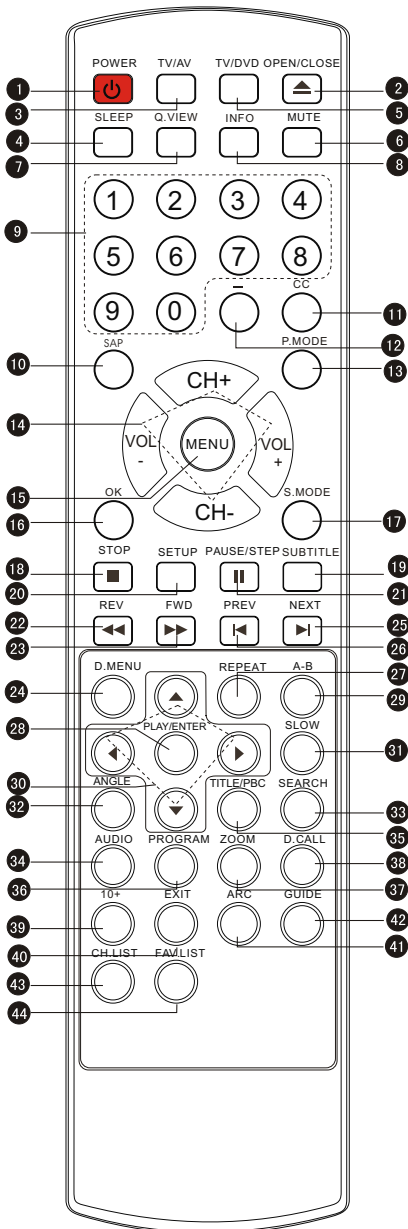 POWER TV/AV TV/DVD OPEN/CLOSE
1 2
3 5
SLEEP Q.VIEW INFO MUTE
4 6
7 8
1 2 3 4
9
5 6 7 8
9 0 – CC
11
12
SAP P.MODE
10 13
CH+
14
VOL - MENU VOL +
15
OK CH- S.MODE
16 17
STOP SETUP PAUSE/STEP SUBTITLE
18 19
20 21
REV FWD PREV NEXT
22 25
23 26
D.MENU REPEAT A-B
27
24 29
PLAY/ENTER SLOW
28 31
30
ANGLE TITLE/PBC SEARCH
32 33
35
AUDIO PROGRAM ZOOM D.CALL
34 38
36 37
10+ EXIT ARC GUIDE
39 42
40 41
CH.LIST FAV.LIST
43
44